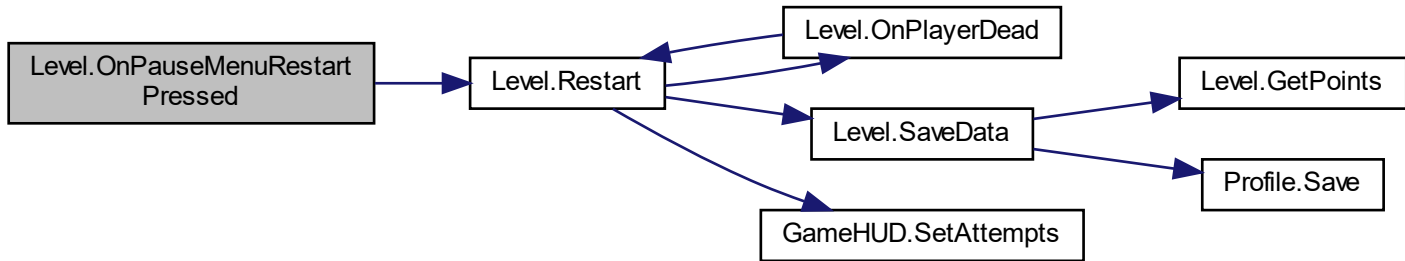 Level.OnPauseMenuRestart
Pressed
Level.Restart
Level.OnPlayerDead
Level.SaveData
GameHUD.SetAttempts
Level.GetPoints
Profile.Save